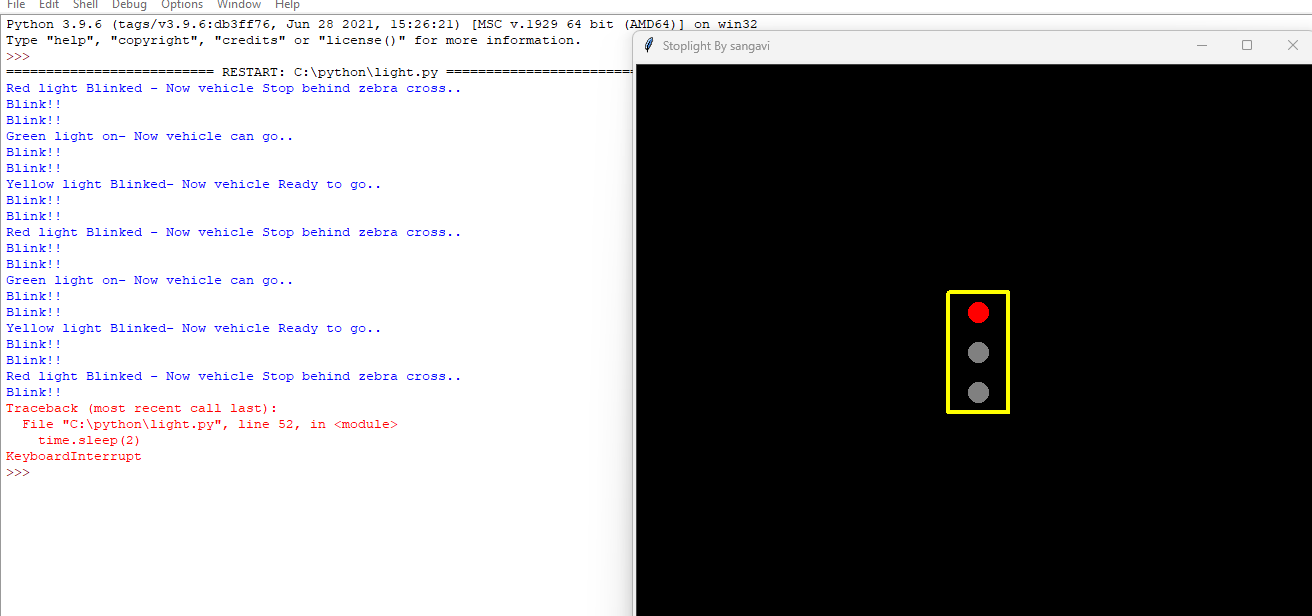 File Edit Shell Debug Options Window Help
Python 3.9.6 (tags/v3.9.6:db3ff76, Jun 28 2021, 15:26:21) [MSC v.1929 64 bit (AMD64)] on win32
Type "help", "copyright", "credits" or "license()" for more information.
>>>
========================== RESTART: C:\python\light.py ========================
Red light Blinked - Now vehicle Stop behind zebra cross..
Blink!!
Blink!!
Green light on- Now vehicle can go..
Blink!!
Blink!!
Yellow light Blinked- Now vehicle Ready to go..
Blink!!
Blink!!
Red light Blinked - Now vehicle Stop behind zebra cross..
Blink!!
Blink!!
Green light on- Now vehicle can go..
Blink!!
Blink!!
Yellow light Blinked- Now vehicle Ready to go..
Blink!!
Blink!!
Red light Blinked - Now vehicle Stop behind zebra cross..
Blink!!
Traceback (most recent call last):
  File "C:\python\light.py", line 52, in <module>
    time.sleep(2)
KeyboardInterrupt
>>>
Stoplight By sangavi